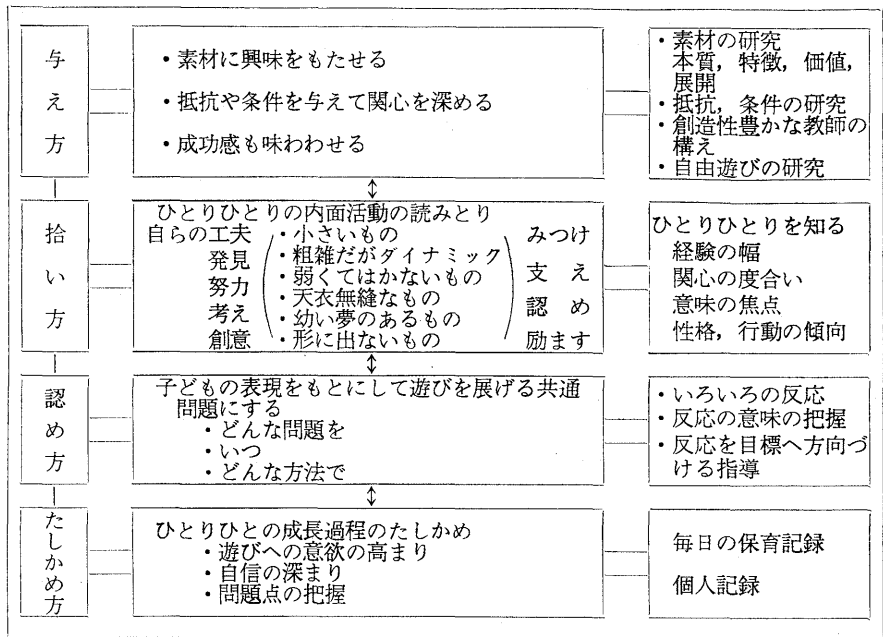 与え方
・素材に興味をもたせる
・抵抗や条件を与えて関心を深める
・成功感も味わわせる
・素材の研究
本質，特徴，価値，
展開
・抵抗，条件の研究
・創造性豊かな教師の
構え
・自由遊びの研究
↕
拾い方
ひとりひとりの内面活動の読みとり
自らの工夫
発見
努力
考え
創意
・小さいもの
・粗雑だがダイナミック
・弱くてはかないもの
・天衣無縫なもの
・幼い夢のあるもの
・形に出ないもの
みつけ
支え
認め
励ます
ひとりひとりを知る
経験の幅
関心の度合い
意味の焦点
性格，行動の傾向
↕
認め方
子どもの表現をもとにして遊びを展げる共通
問題にする
・どんな問題を
・いつ
・どんな方法で
・いろいろの反応
・反応の意味の把握
・反応を目標へ方向づ
ける指導
↕
たしかめ方
ひとりひとの成長過程のたしかめ
・遊びへの意欲の高まり
・自信の深まり
・問題点の把握
毎日の保育記録
個人記録